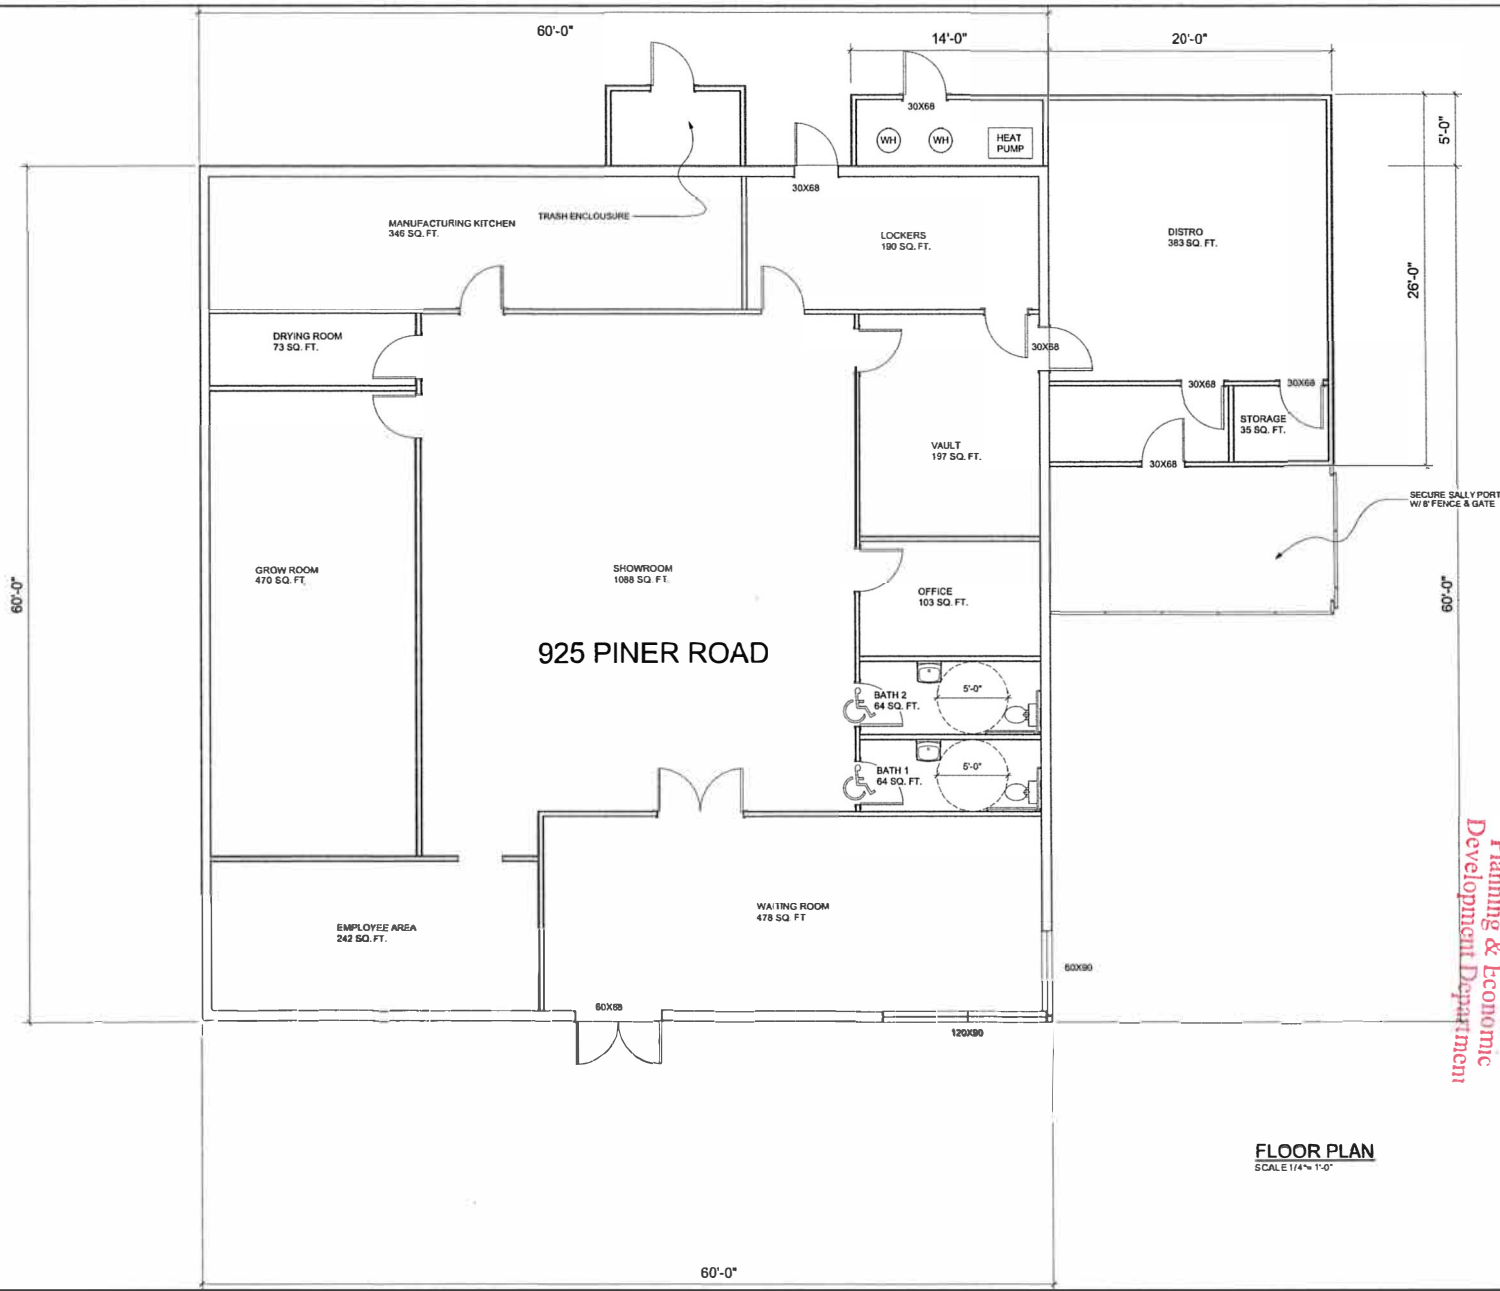 60'-0"
14'-0"
20'-0"
30X68
WH
WH
HEAT
PUMP
5'-0"
30X68
MANUFACTURING KITCHEN
346 SQ. FT.
TRASH ENCLOUSURE
LOCKERS
190 SQ. FT.
DISTRO
383 SQ. FT.
26'-0"
DRYING ROOM
73 SQ. FT.
30X68
30X68
30X68
STORAGE
35 SQ. FT.
VAULT
197 SQ. FT.
30X68
SECURE SALLY PORT
W/ 8' FENCE & GATE
GROW ROOM
470 SQ. FT.
SHOWROOM
1088 SQ. FT.
OFFICE
103 SQ. FT.
60'-0"
60'-0"
925 PINER ROAD
BATH 2
64 SQ. FT.
5'-0"
BATH 1
64 SQ. FT.
5'-0"
Planning & Economic
Development Department
WAITING ROOM
478 SQ. FT
EMPLOYEE AREA
242 SQ. FT.
60X68
120X90
FLOOR PLAN
SCALE 1/4"= 1'-0"
60'-0"